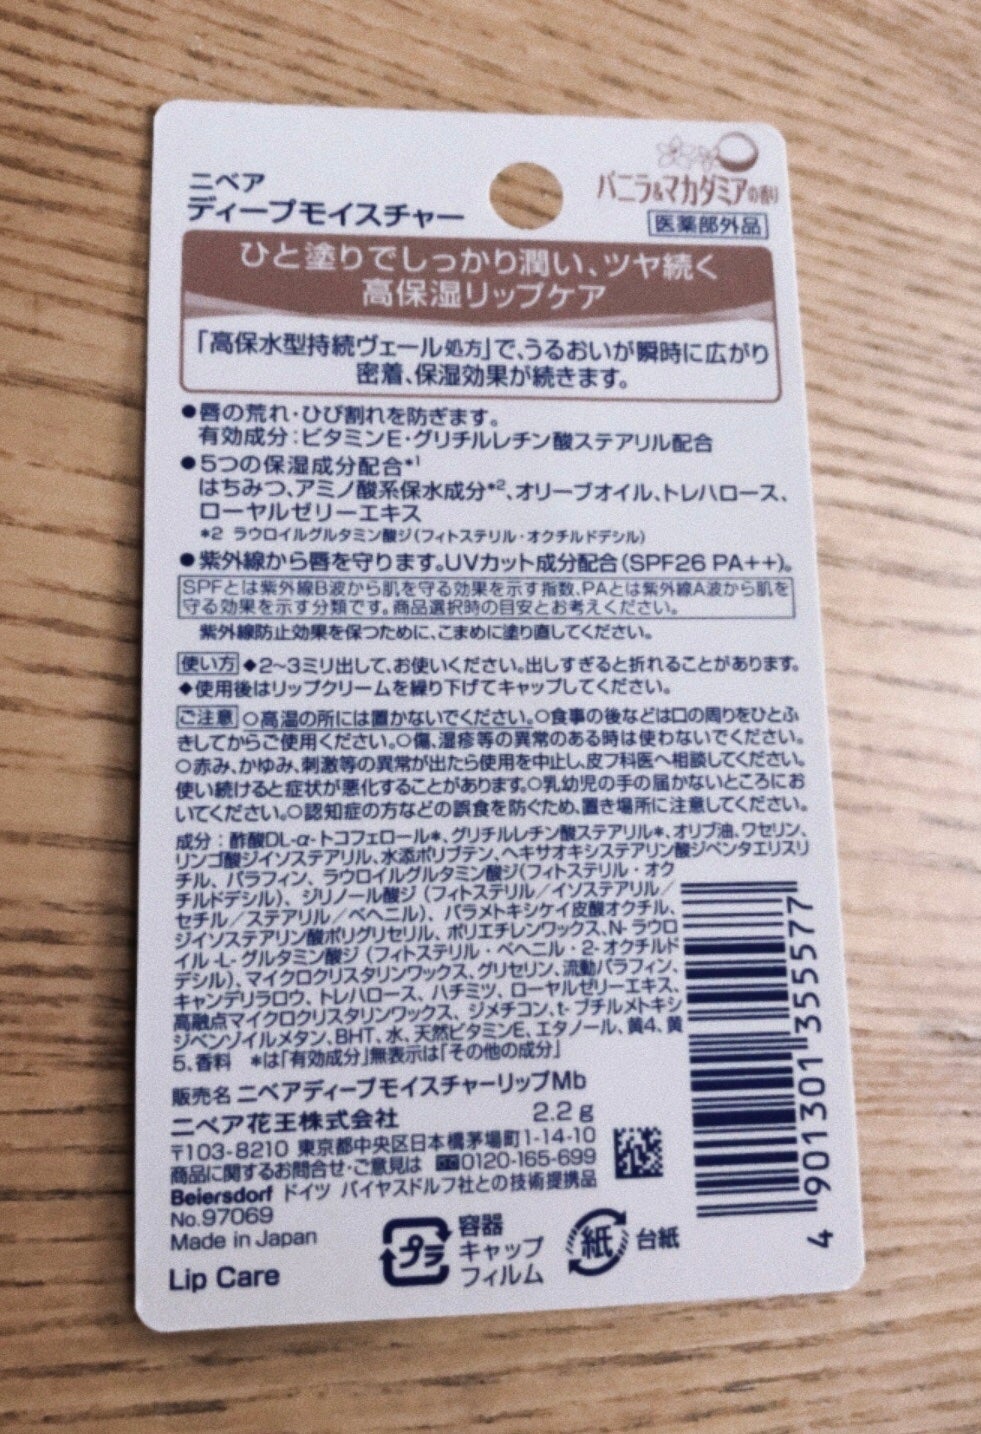 ニベア
ディープモイスチャー
バニラ&マカダミアの香り
医薬部外品
ひと塗りでしっかり潤い、ツヤ続く
高保湿リップケア
「高保水型持続ヴェール処方」で、うるおいが瞬時に広がり
密着、保湿効果が続きます。
●唇の荒れ・ひび割れを防ぎます。
有効成分：ビタミンE・グリチルレチン酸ステアリル配合
●5つの保湿成分配合*1
はちみつ、アミノ酸系保水成分*2、オリーブオイル、トレハロース、
ローヤルゼリーエキス
*2 ラウロイルグルタミン酸ジ(フィトステリル・オクチルドデシル)
●紫外線から唇を守ります。UVカット成分配合(SPF26 PA++)。
SPFとは紫外線B波から肌を守る効果を示す指数、PAとは紫外線A波から肌を
守る効果を示す分類です。商品選択時の目安とお考えください。
紫外線防止効果を保つために、こまめに塗り直してください。
使い方 ◆2～3ミリ出して、お使いください。出しすぎると折れることがあります。
◆使用後はリップクリームを繰り下げてキャップしてください。
ご注意 ○高温の所には置かないでください。○食事の後などは口の周りをひとふ
きしてからご使用ください。○傷、湿疹等の異常のある時は使わないでください。
○赤み、かゆみ、刺激等の異常が出たら使用を中止し、皮フ科医へ相談してください。
使い続けると症状が悪化することがあります。○乳幼児の手の届かないところにお
いてください。○認知症の方などの誤食を防ぐため、置き場所に注意してください。
成分：酢酸DL-α-トコフェロール*、グリチルレチン酸ステアリル*、オリブ油、ワセリン、
リンゴ酸ジイソステアリル、水添ポリブテン、ヘキサオキシステアリン酸ジペンタエリスリ
チル、パラフィン、ラウロイルグルタミン酸ジ(フィトステリル・オク
チルドデシル)、ジリノール酸ジ(フィトステリル／イソステアリル／
セチル／ステアリル／ベヘニル)、パラメトキシケイ皮酸オクチル、
ジイソステアリン酸ポリグリセリル、ポリエチレンワックス、N-ラウロ
イル-L-グルタミン酸ジ(フィトステリル・ベヘニル・2-オクチルド
デシル)、マイクロクリスタリンワックス、グリセリン、流動パラフィン、
キャンデリラロウ、トレハロース、ハチミツ、ローヤルゼリーエキス、
高融点マイクロクリスタリンワックス、ジメチコン、t-ブチルメトキシ
ジベンゾイルメタン、BHT、水、天然ビタミンE、エタノール、黄4、黄
5、香料 *は「有効成分」無表示は「その他の成分」
販売名 ニベアディープモイスチャーリップMb
ニベア花王株式会社 2.2g
〒103-8210 東京都中央区日本橋茅場町1-14-10
商品に関するお問合せ・ご意見は 0120-165-699
Beiersdorf ドイツ バイヤスドルフ社との技術提携品
No.97069
Made in Japan
Lip Care
プラ
容器
キャップ
フィルム
紙
台紙
4 901301 355577